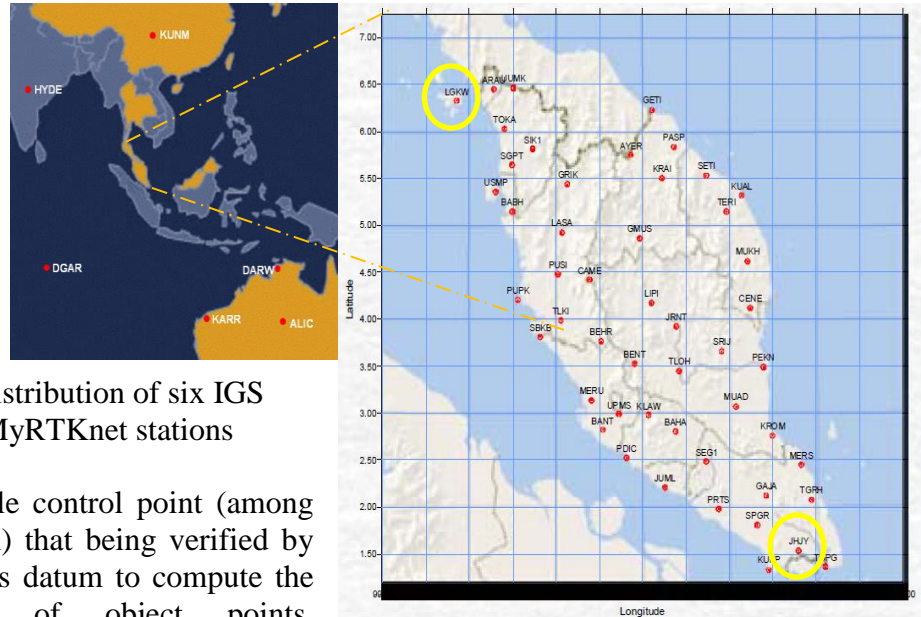 KUNM
HYDE
DGAR
DARW
KARR
ALIC
7.00
6.50
6.00
5.50
5.00
4.50
4.00
3.50
3.00
2.50
2.00
1.50
Latitude
Longitude
LGKW
UUMK
GETI
TOKA
SIK1
AYER
PASP
SGPT
GRIK
KRAI
SETI
USMP
BABH
KUAL
TERI
LASA
GMUS
MUKH
PUSI
CAME
PUPK
LIPI
CENE
TLKI
JRNT
SBKB
BEHR
SRIJ
BENT
TLOH
PEKN
MERU
UPMS
KLAW
MUAD
BANT
BAHA
KROM
PDIC
SEG1
MERS
JUML
GAJA
TGRH
PRTS
SPGR
JHJY
istribution of six IGS
MyRTKnet stations
le control point (among
) that being verified by
s datum to compute the
of object points.